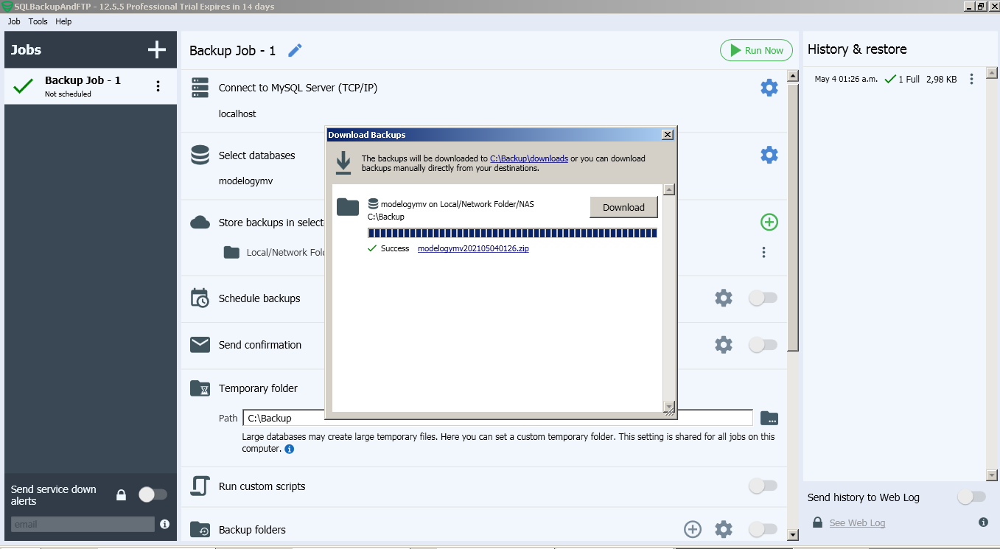 SQLBackupAndFTP - 12.5.5 Professional Trial Expires in 14 days
Job Tools Help
Jobs
Backup Job - 1
Not scheduled
Send service down
alerts
email
Backup Job - 1
Run Now
Connect to MySQL Server (TCP/IP)
localhost
Select databases
modelogymv
Store backups in select
Local/Network Fol
Schedule backups
Send confirmation
Temporary folder
Path C:\Backup
Large databases may create large temporary files. Here you can set a custom temporary folder. This setting is shared for all jobs on this
computer.
Run custom scripts
Backup folders
Download Backups
The backups will be downloaded to C:\Backup\downloads or you can download
backups manually directly from your destinations.
modelogymv on Local/Network Folder/NAS
C:\Backup
Download
Success modelogymv202105040126.zip
History & restore
May 4 01:26 a.m. 1 Full 2,98 KB
Send history to Web Log
See Web Log